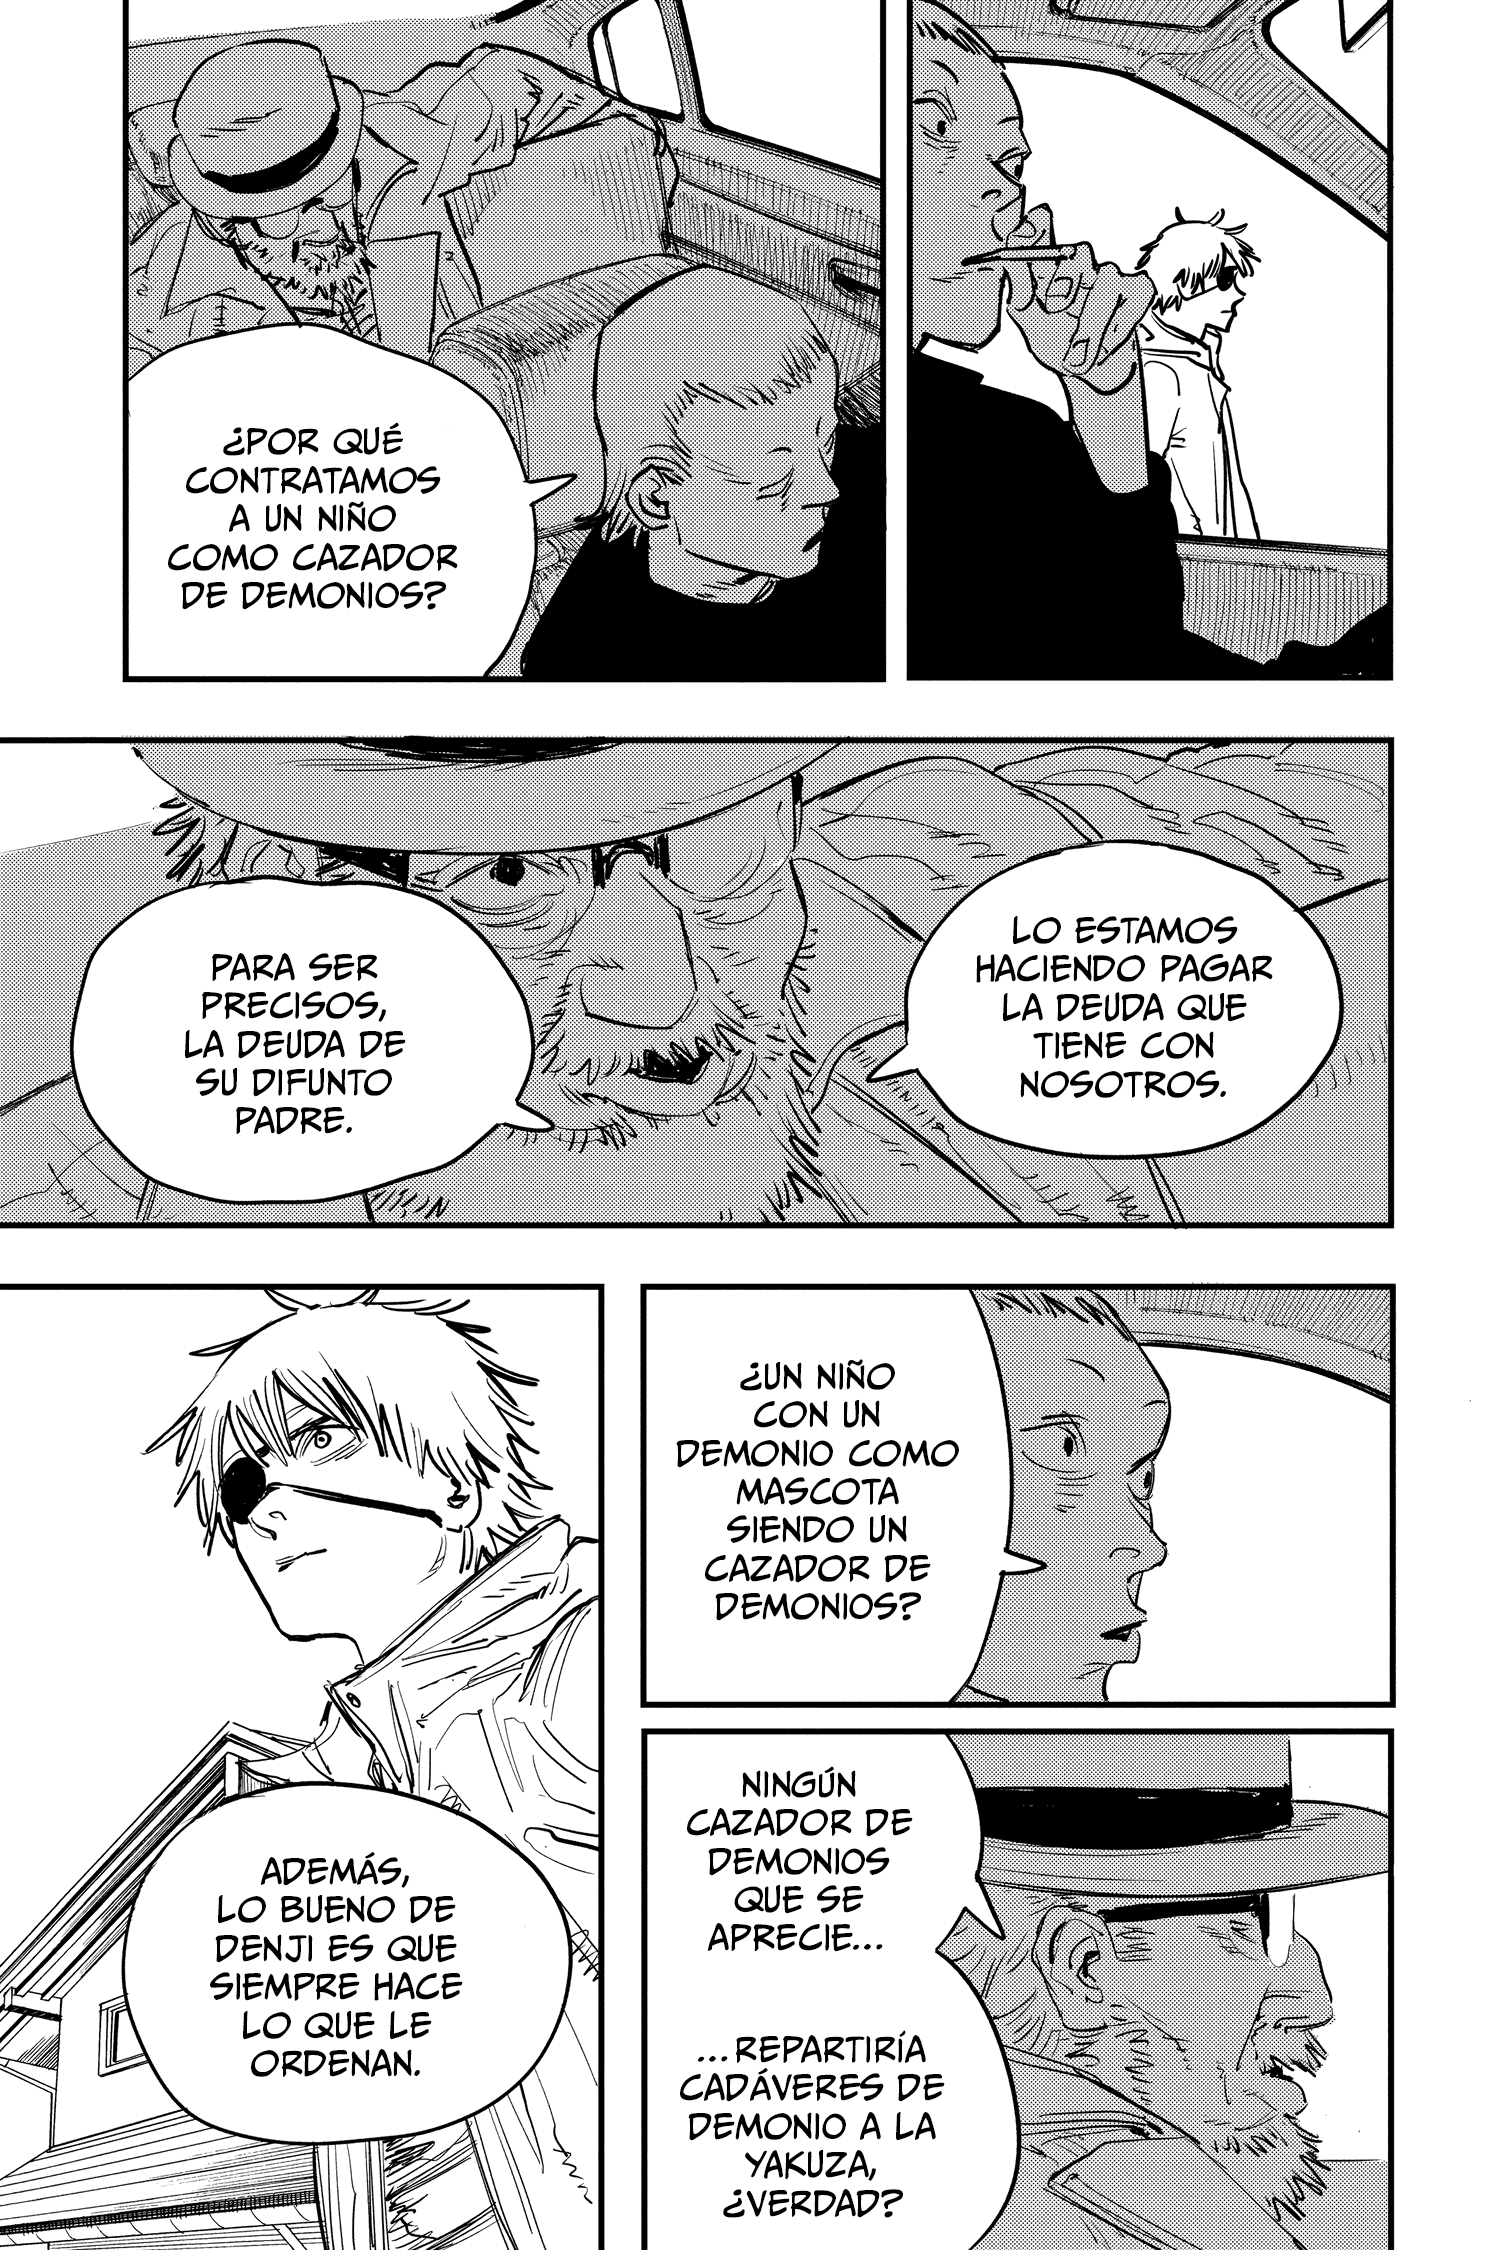 ¿POR QUÉ
CONTRATAMOS
A UN NIÑO
COMO CAZADOR
DE DEMONIOS?
LO ESTAMOS
HACIENDO PAGAR
LA DEUDA QUE
TIENE CON
NOSOTROS.
PARA SER
PRECISOS,
LA DEUDA DE
SU DIFUNTO
PADRE.
¿UN NIÑO
CON UN
DEMONIO COMO
MASCOTA
SIENDO UN
CAZADOR DE
DEMONIOS?
NINGÚN
CAZADOR DE
DEMONIOS
QUE SE
APRECIE...
...REPARTIRÍA
CADÁVERES DE
DEMONIO A LA
YAKUZA,
¿VERDAD?
ADEMÁS,
LO BUENO DE
DENJI ES QUE
SIEMPRE HACE
LO QUE LE
ORDENAN.